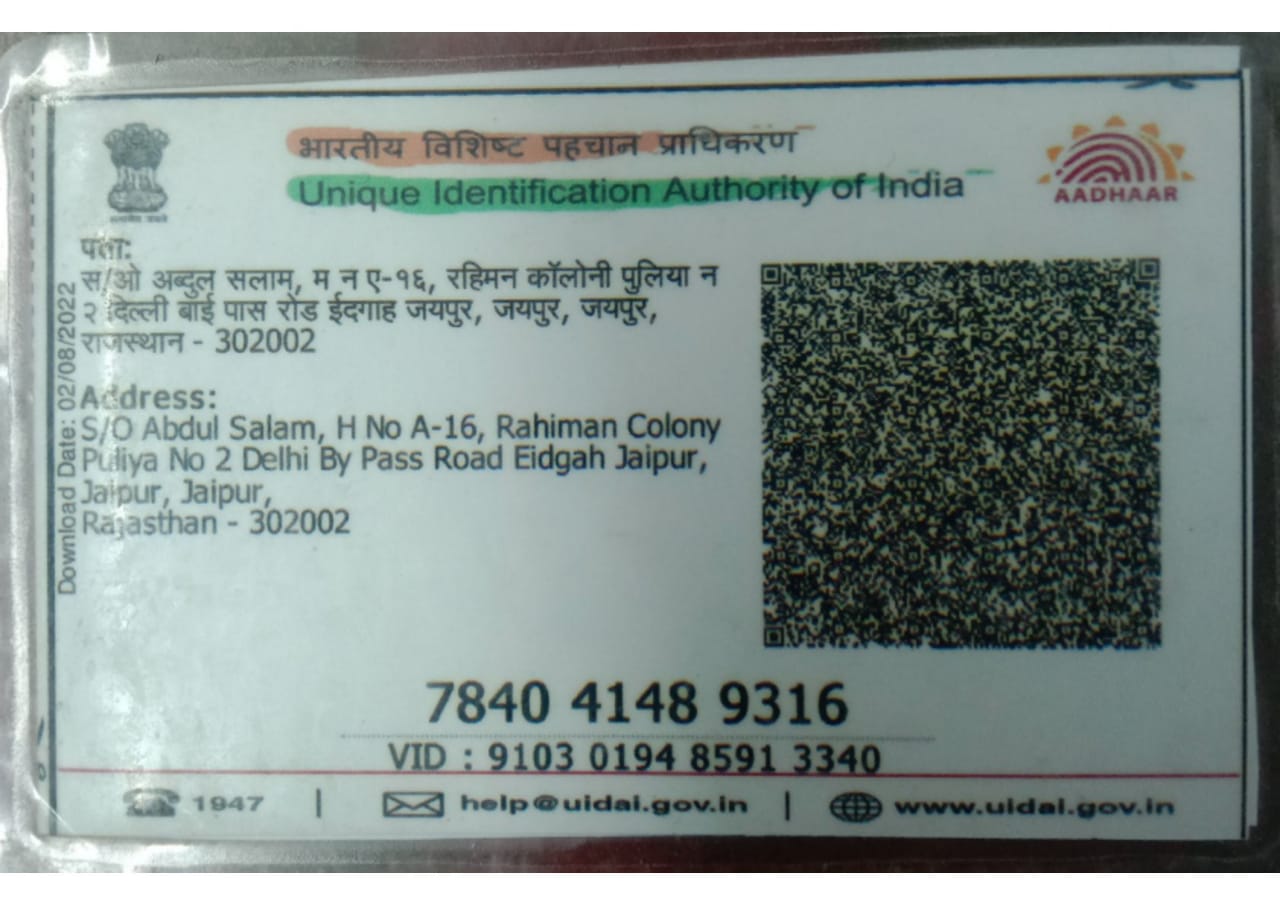 भारतीय विशिष्ट पहचान प्राधिकरण
Unique Identification Authority of India
AADHAAR
पता:
स/ओ अब्दुल सलाम, म न ए-१६, रहिमन कॉलोनी पुलिया न
२ दिल्ली बाई पास रोड ईदगाह जयपुर, जयपुर, जयपुर,
राजस्थान - 302002
Address:
S/O Abdul Salam, H No A-16, Rahiman Colony
Puliya No 2 Delhi By Pass Road Eidgah Jaipur,
Jaipur, Jaipur,
Rajasthan - 302002
Download Date: 02/08/2022
7840 4148 9316
VID : 9103 0194 8591 3340
1947 | help@uidai.gov.in | www.uidai.gov.in